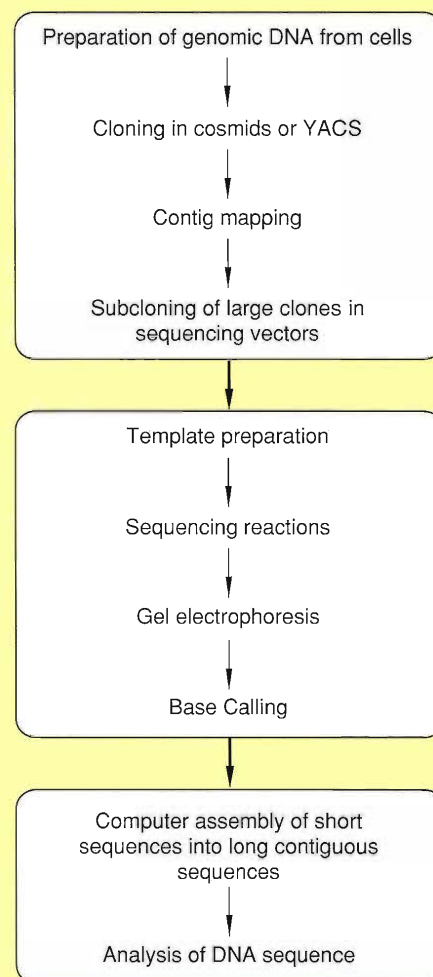 Preparation of genomic DNA from cells
Cloning in cosmids or YACS
Contig mapping
Subcloning of large clones in
sequencing vectors
Template preparation
Sequencing reactions
Gel electrophoresis
Base Calling
Computer assembly of short
sequences into long contiguous
sequences
Analysis of DNA sequence